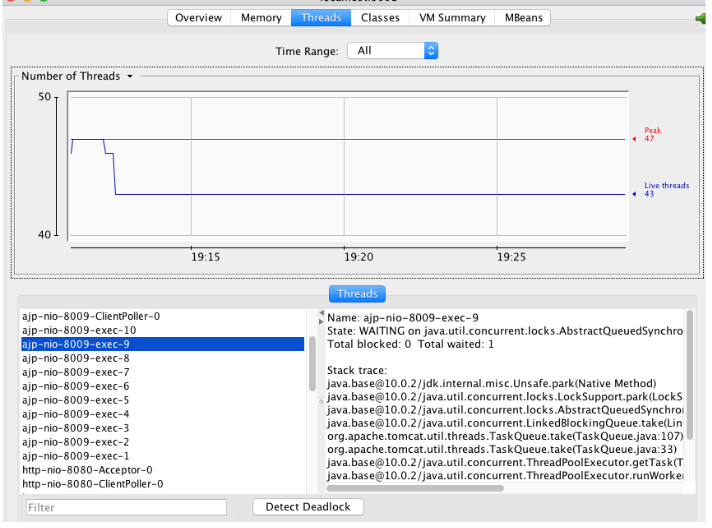 Overview Memory Threads Classes VM Summary MBeans
Time Range: All
Number of Threads
50
Peak
47
Live threads
43
40
19:15 19:20 19:25
Threads
ajp-nio-8009-ClientPoller-0
ajp-nio-8009-exec-10
ajp-nio-8009-exec-9
ajp-nio-8009-exec-8
ajp-nio-8009-exec-7
ajp-nio-8009-exec-6
ajp-nio-8009-exec-5
ajp-nio-8009-exec-4
ajp-nio-8009-exec-3
ajp-nio-8009-exec-2
ajp-nio-8009-exec-1
http-nio-8080-Acceptor-0
http-nio-8080-ClientPoller-0
Name: ajp-nio-8009-exec-9
State: WAITING on java.util.concurrent.locks.AbstractQueuedSynchro
Total blocked: 0 Total waited: 1
Stack trace:
java.base@10.0.2/jdk.internal.misc.Unsafe.park(Native Method)
java.base@10.0.2/java.util.concurrent.locks.LockSupport.park(LockS
java.base@10.0.2/java.util.concurrent.locks.AbstractQueuedSynchro
java.base@10.0.2/java.util.concurrent.LinkedBlockingQueue.take(Lin
org.apache.tomcat.util.threads.TaskQueue.take(TaskQueue.java:107)
org.apache.tomcat.util.threads.TaskQueue.take(TaskQueue.java:33)
java.base@10.0.2/java.util.concurrent.ThreadPoolExecutor.getTask(T
java.base@10.0.2/java.util.concurrent.ThreadPoolExecutor.runWorke
Filter
Detect Deadlock